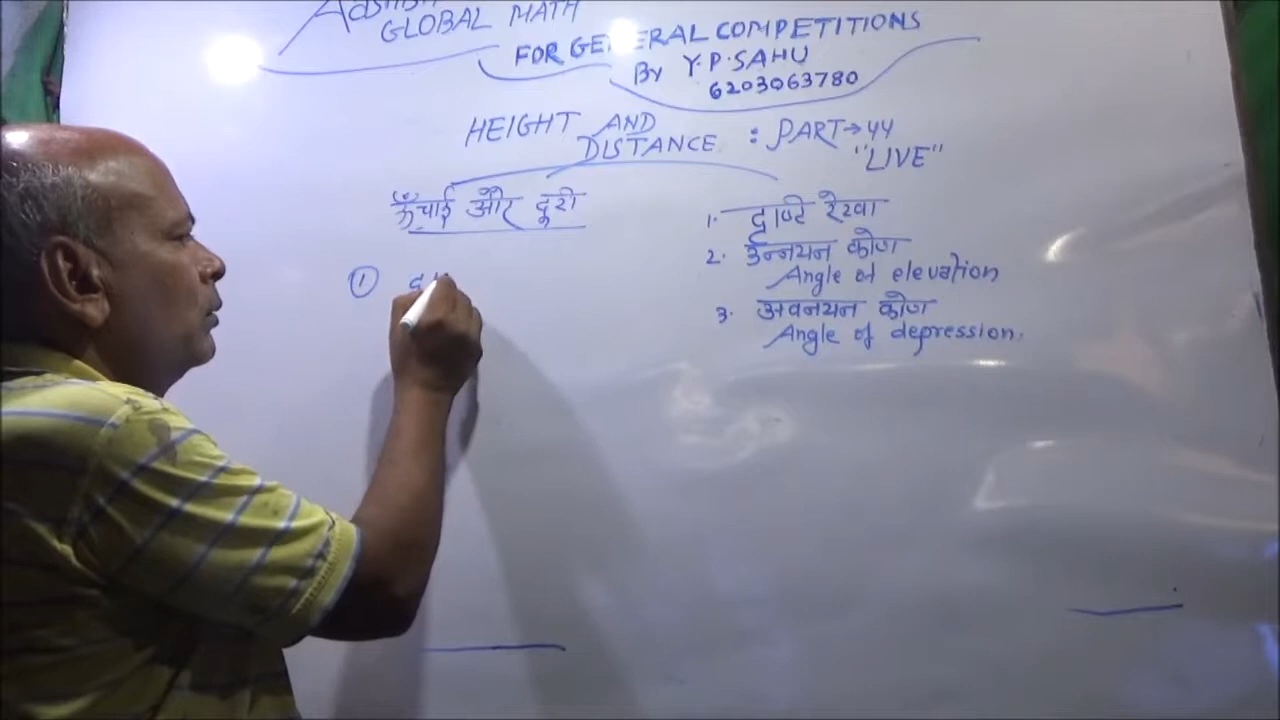 GLOBAL MATH
FOR GENERAL COMPETITIONS
By Y.P.SAHU
6203063780
HEIGHT AND
DISTANCE : PART→44
"LIVE"
ऊँचाई और दूरी
1. दृष्टि रेखा
2. उन्नयन कोण
Angle of elevation
3. अवनयन कोण
Angle of depression.
①